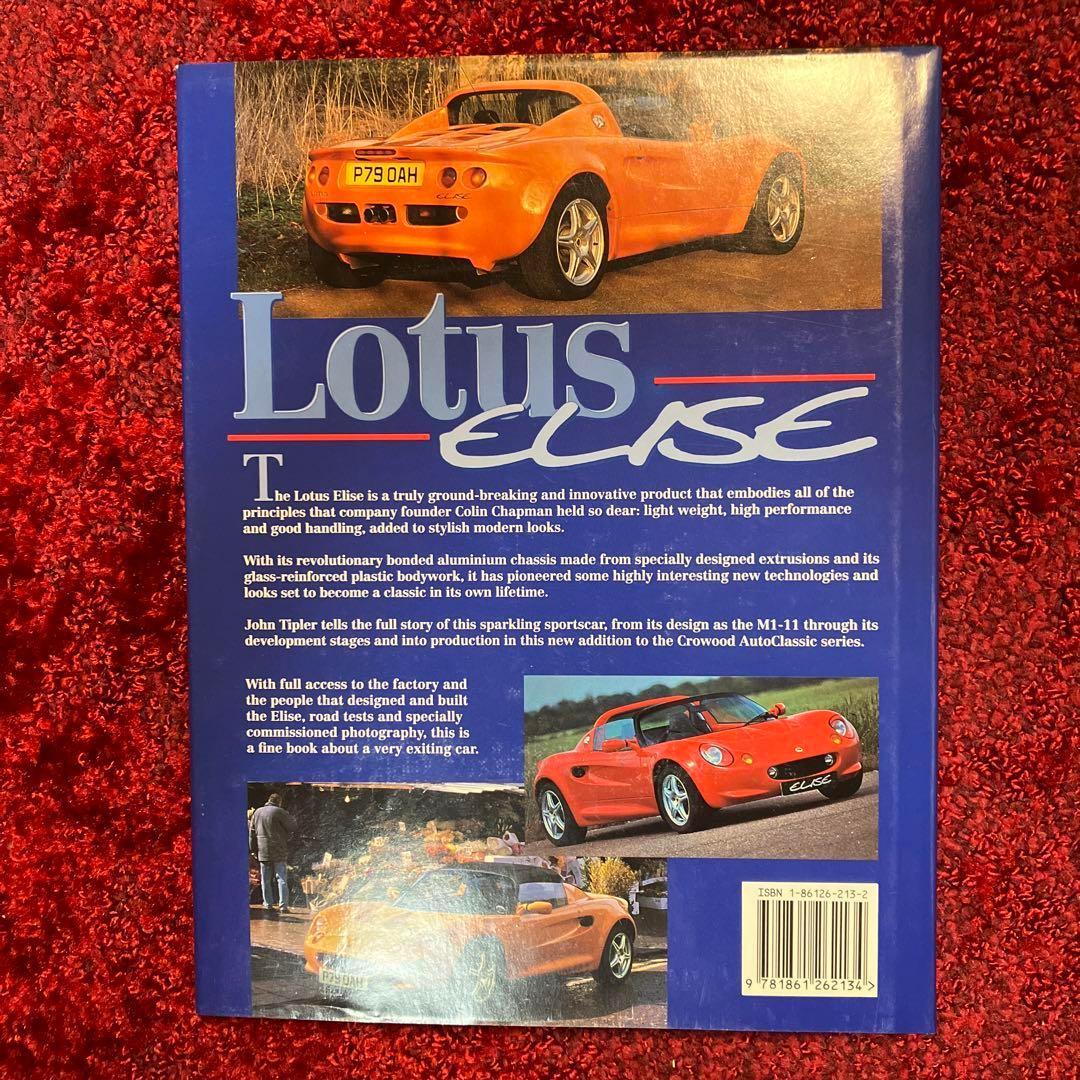 P79 OAH
ELISE
Lotus
ELISE
The Lotus Elise is a truly ground-breaking and innovative product that embodies all of the
principles that company founder Colin Chapman held so dear: light weight, high performance
and good handling, added to stylish modern looks.
With its revolutionary bonded aluminium chassis made from specially designed extrusions and its
glass-reinforced plastic bodywork, it has pioneered some highly interesting new technologies and
looks set to become a classic in its own lifetime.
John Tipler tells the full story of this sparkling sportscar, from its design as the M1-11 through its
development stages and into production in this new addition to the Crowood AutoClassic series.
With full access to the factory and
the people that designed and built
the Elise, road tests and specially
commissioned photography, this is
a fine book about a very exiting car.
ELISE
P79 OAH
ISBN 1-86126-213-2
9 781861 262134 >